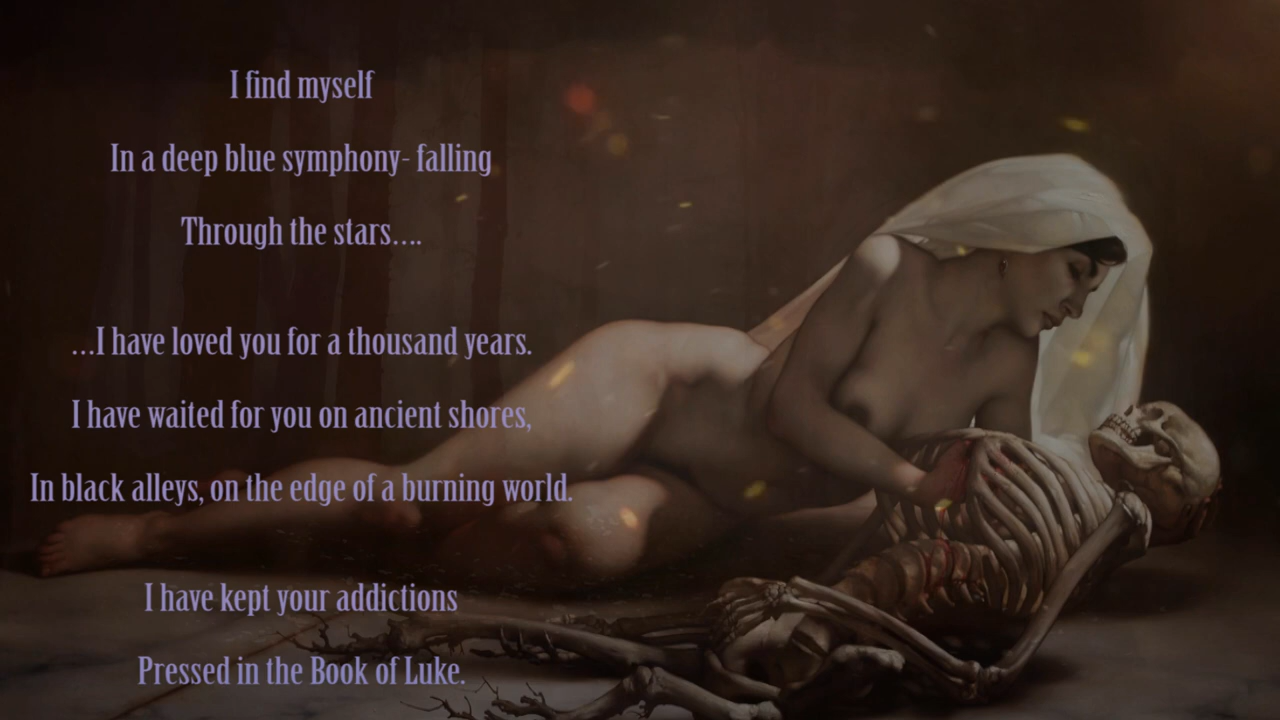 I find myself
In a deep blue symphony- falling
Through the stars….
…I have loved you for a thousand years.
I have waited for you on ancient shores,
In black alleys, on the edge of a burning world.
I have kept your addictions
Pressed in the Book of Luke.